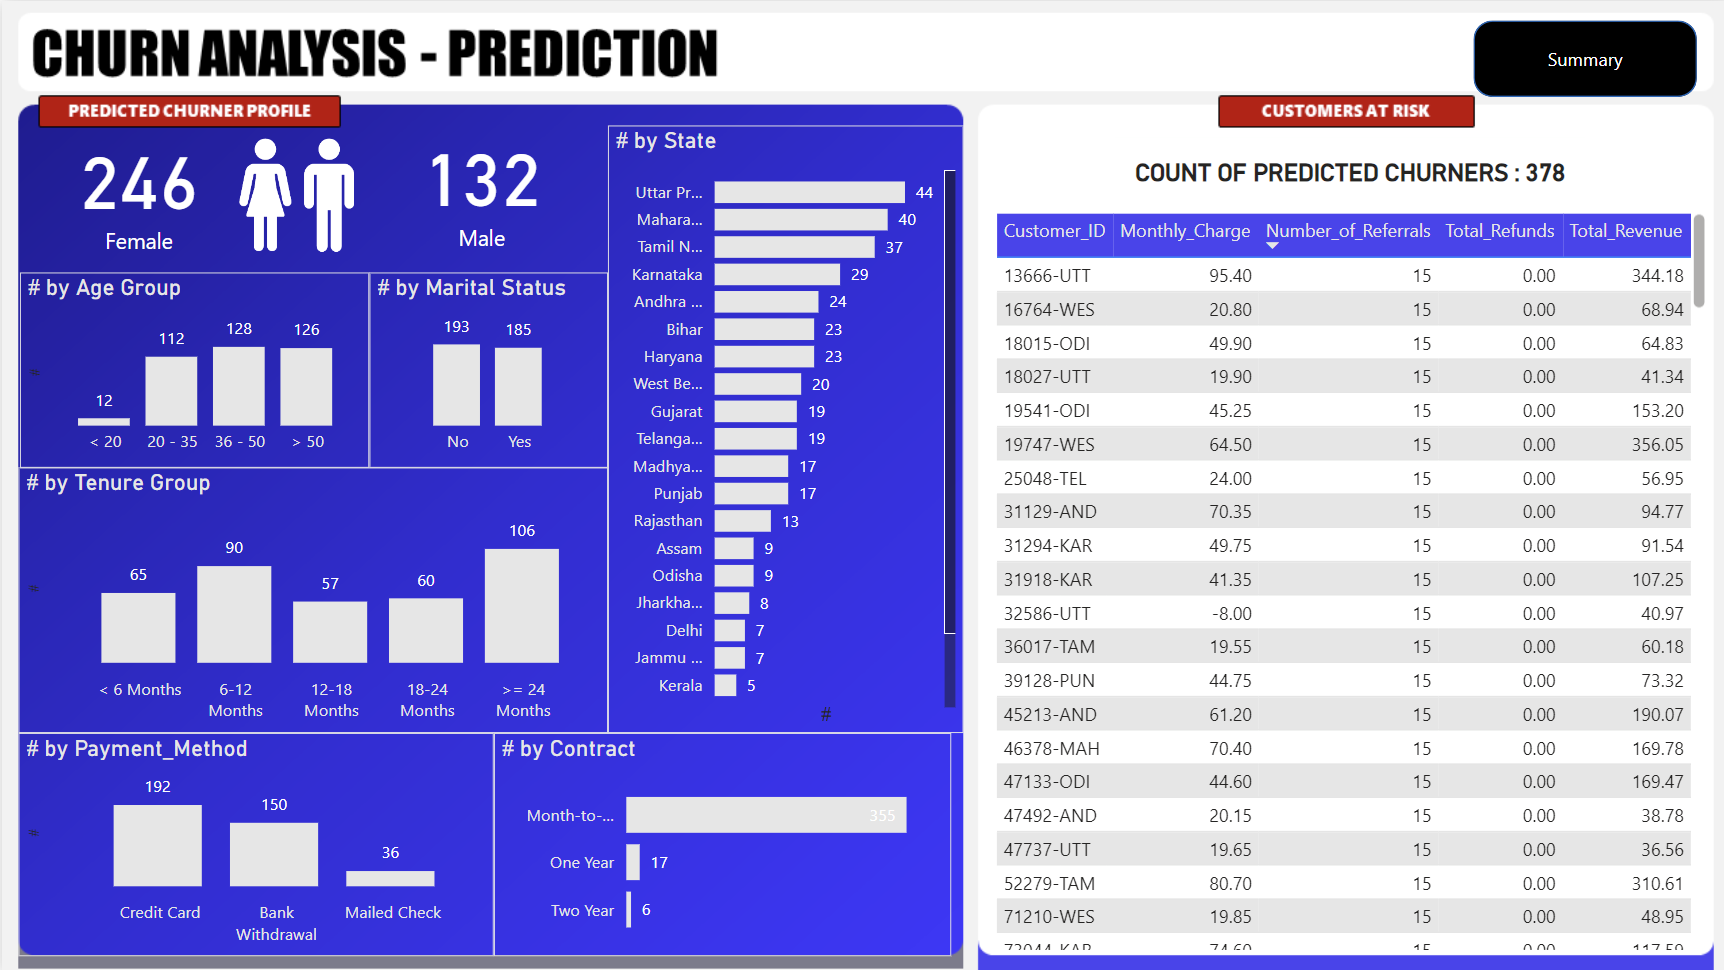 CHURN ANALYSIS - PREDICTION
Summary
PREDICTED CHURNER PROFILE
246
Female
132
Male
# by Age Group
12
112
128
126
< 20
20 - 35
36 - 50
> 50
#
# by Marital Status
193
185
No
Yes
# by Tenure Group
65
90
57
60
106
< 6 Months
6-12
Months
12-18
Months
18-24
Months
>= 24
Months
#
# by Payment_Method
192
150
36
Credit Card
Bank
Withdrawal
Mailed Check
#
# by State
Uttar Pr... 44
Mahara... 40
Tamil N... 37
Karnataka 29
Andhra ... 24
Bihar 23
Haryana 23
West Be... 20
Gujarat 19
Telanga... 19
Madhya... 17
Punjab 17
Rajasthan 13
Assam 9
Odisha 9
Jharkha... 8
Delhi 7
Jammu ... 7
Kerala 5
#
# by Contract
Month-to-... 355
One Year 17
Two Year 6
CUSTOMERS AT RISK
COUNT OF PREDICTED CHURNERS : 378
Customer_ID Monthly_Charge Number_of_Referrals Total_Refunds Total_Revenue
13666-UTT 95.40 15 0.00 344.18
16764-WES 20.80 15 0.00 68.94
18015-ODI 49.90 15 0.00 64.83
18027-UTT 19.90 15 0.00 41.34
19541-ODI 45.25 15 0.00 153.20
19747-WES 64.50 15 0.00 356.05
25048-TEL 24.00 15 0.00 56.95
31129-AND 70.35 15 0.00 94.77
31294-KAR 49.75 15 0.00 91.54
31918-KAR 41.35 15 0.00 107.25
32586-UTT -8.00 15 0.00 40.97
36017-TAM 19.55 15 0.00 60.18
39128-PUN 44.75 15 0.00 73.32
45213-AND 61.20 15 0.00 190.07
46378-MAH 70.40 15 0.00 169.78
47133-ODI 44.60 15 0.00 169.47
47492-AND 20.15 15 0.00 38.78
47737-UTT 19.65 15 0.00 36.56
52279-TAM 80.70 15 0.00 310.61
71210-WES 19.85 15 0.00 48.95
73044-KAR 74.60 15 0.00 117.59